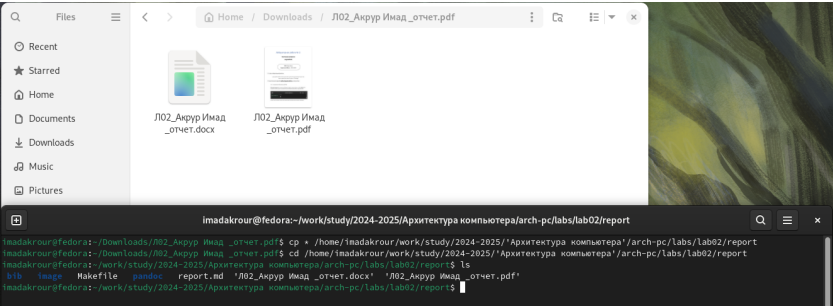 Files
Home / Downloads / Л02_Акрур Имад _отчет.pdf
Recent
Starred
Home
Documents
Downloads
Music
Pictures
Л02_Акрур Имад
_отчет.docx
Л02_Акрур Имад
_отчет.pdf
imadakrour@fedora:~/work/study/2024-2025/Архитектура компьютера/arch-pc/labs/lab02/report
imadakrour@fedora:~/Downloads/Л02_Акрур Имад _отчет.pdf$ cp * /home/imadakrour/work/study/2024-2025/'Архитектура компьютера'/arch-pc/labs/lab02/report
imadakrour@fedora:~/Downloads/Л02_Акрур Имад _отчет.pdf$ cd /home/imadakrour/work/study/2024-2025/'Архитектура компьютера'/arch-pc/labs/lab02/report
imadakrour@fedora:~/work/study/2024-2025/Архитектура компьютера/arch-pc/labs/lab02/report$ ls
bib image Makefile pandoc report.md 'Л02_Акрур Имад _отчет.docx' 'Л02_Акрур Имад _отчет.pdf'
imadakrour@fedora:~/work/study/2024-2025/Архитектура компьютера/arch-pc/labs/lab02/report$